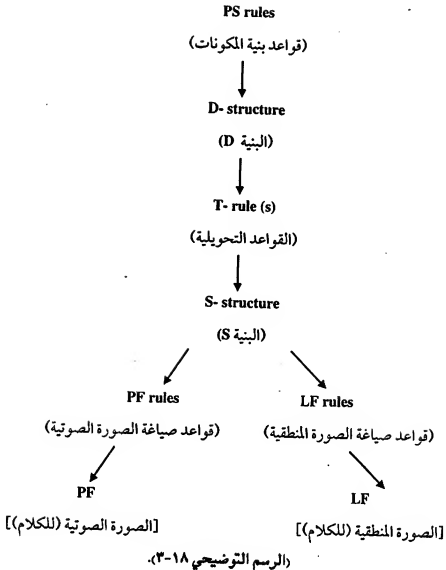 PS rules
(قواعد بنية المكونات)
D- structure
(البنية D)
T- rule (s)
(القواعد التحويلية)
S- structure
(البنية S)
PF rules LF rules
(قواعد صياغة الصورة الصوتية) (قواعد صياغة الصورة المنطقية)
PF LF
[الصورة الصوتية (للكلام)] [الصورة المنطقية (للكلام)]
(الرسم التوضيحي ١٨-٣).